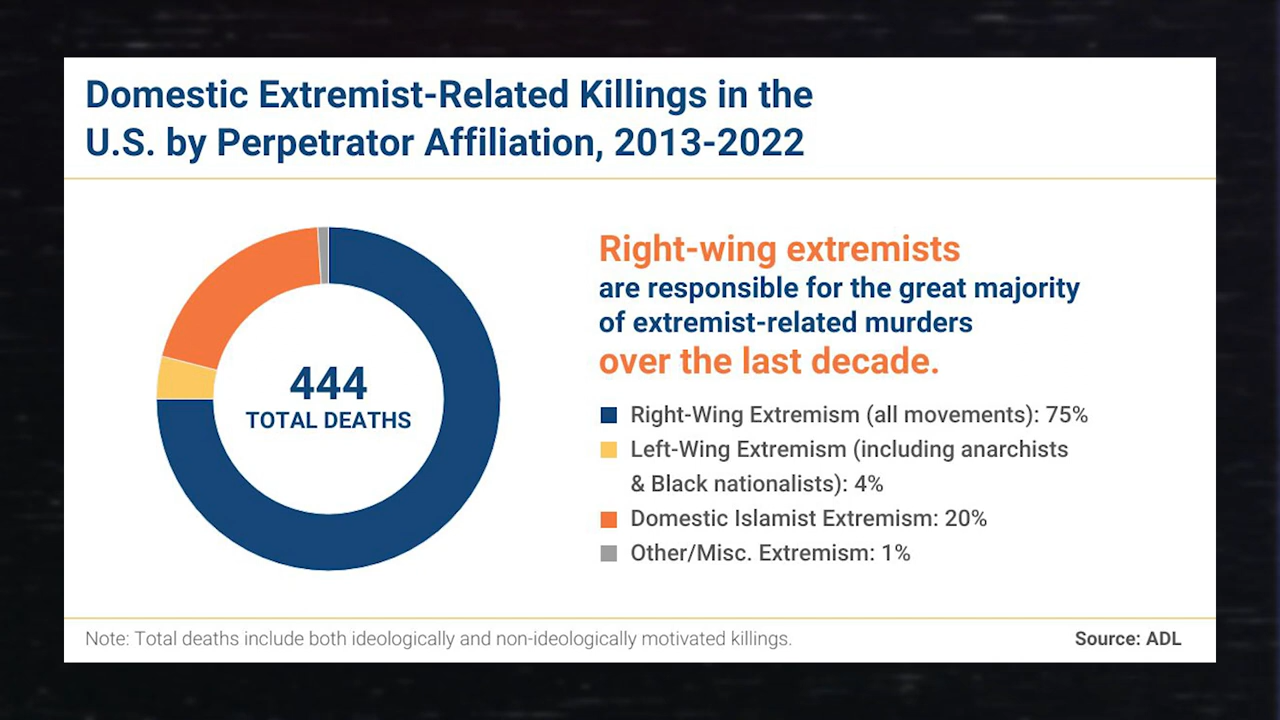 Domestic Extremist-Related Killings in the
U.S. by Perpetrator Affiliation, 2013-2022
444
TOTAL DEATHS
Right-wing extremists
are responsible for the great majority
of extremist-related murders
over the last decade.
Right-Wing Extremism (all movements): 75%
Left-Wing Extremism (including anarchists
& Black nationalists): 4%
Domestic Islamist Extremism: 20%
Other/Misc. Extremism: 1%
Note: Total deaths include both ideologically and non-ideologically motivated killings.
Source: ADL